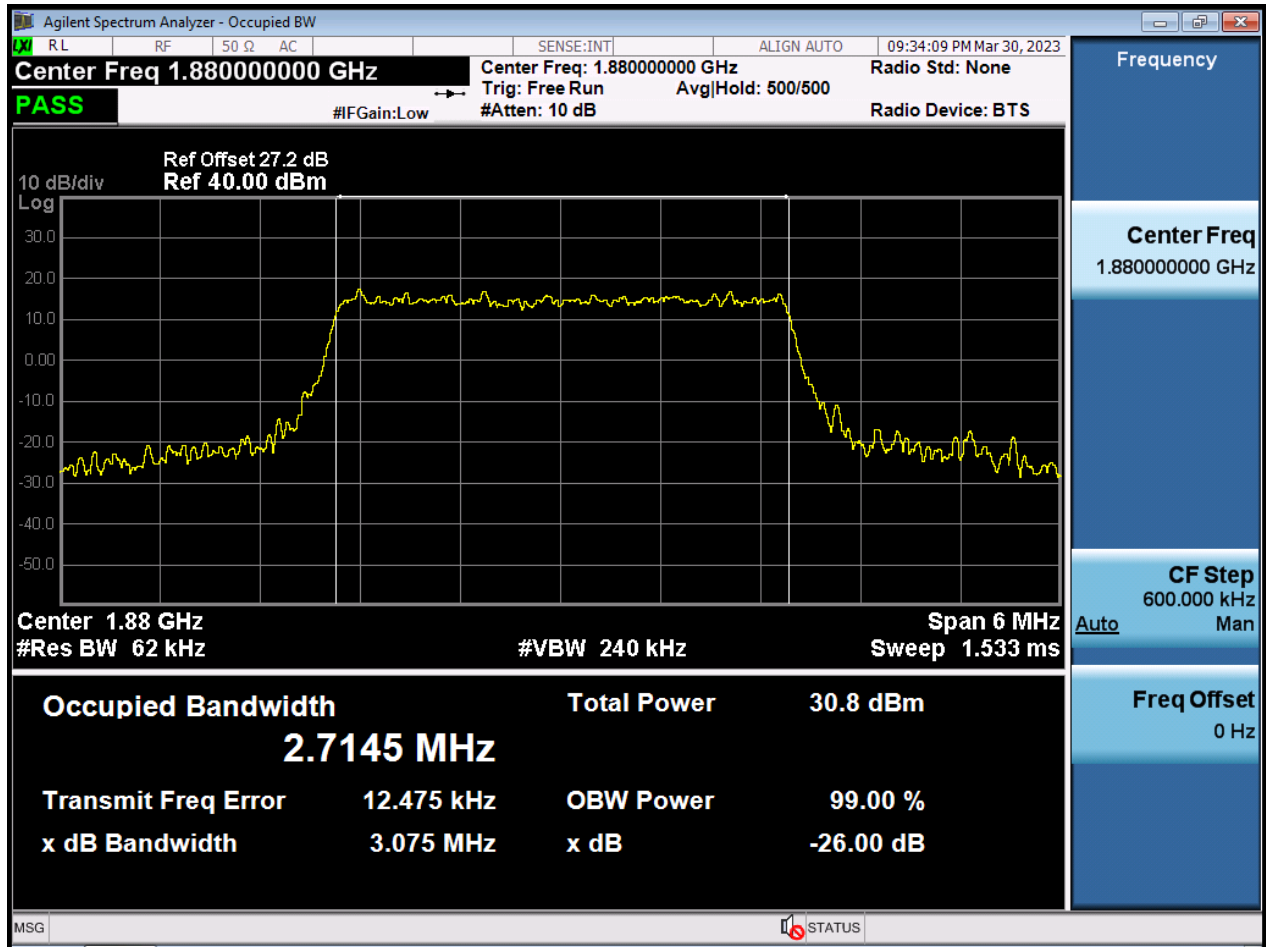 Agilent Spectrum Analyzer - Occupied BW
LXI RL RF 50 Ω AC SENSE:INT ALIGN AUTO 09:34:09 PM Mar 30, 2023
Center Freq 1.880000000 GHz
PASS
#IFGain:Low
Center Freq: 1.880000000 GHz
Trig: Free Run Avg|Hold: 500/500
#Atten: 10 dB
Radio Std: None
Radio Device: BTS
Ref Offset 27.2 dB
10 dB/div Ref 40.00 dBm
Log
30.0
20.0
10.0
0.00
-10.0
-20.0
-30.0
-40.0
-50.0
Center 1.88 GHz Span 6 MHz
#Res BW 62 kHz #VBW 240 kHz Sweep 1.533 ms
Occupied Bandwidth Total Power 30.8 dBm
2.7145 MHz
Transmit Freq Error 12.475 kHz OBW Power 99.00 %
x dB Bandwidth 3.075 MHz x dB -26.00 dB
Frequency
Center Freq
1.880000000 GHz
CF Step
600.000 kHz
Auto Man
Freq Offset
0 Hz
MSG STATUS